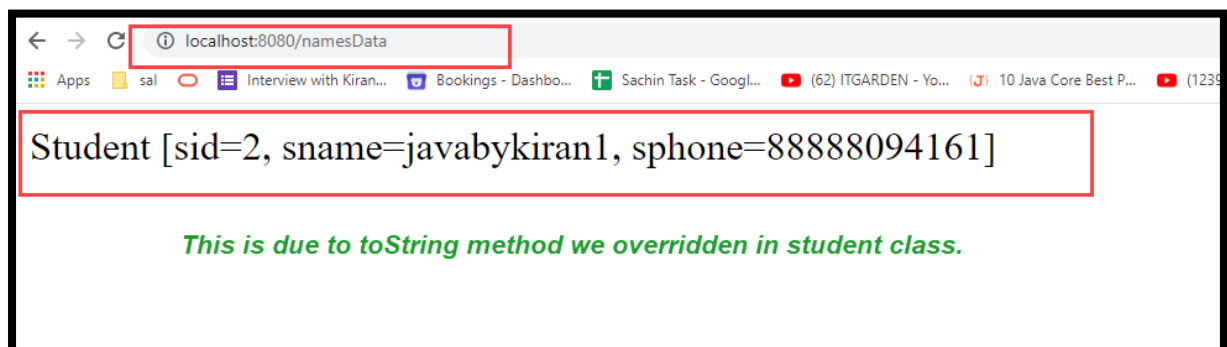 localhost:8080/namesData
Apps sal Interview with Kiran... Bookings - Dashbo... Sachin Task - Googl... (62) ITGARDEN - Yo... {J} 10 Java Core Best P... (1239
Student [sid=2, sname=javabykiran1, sphone=88888094161]
This is due to toString method we overridden in student class.